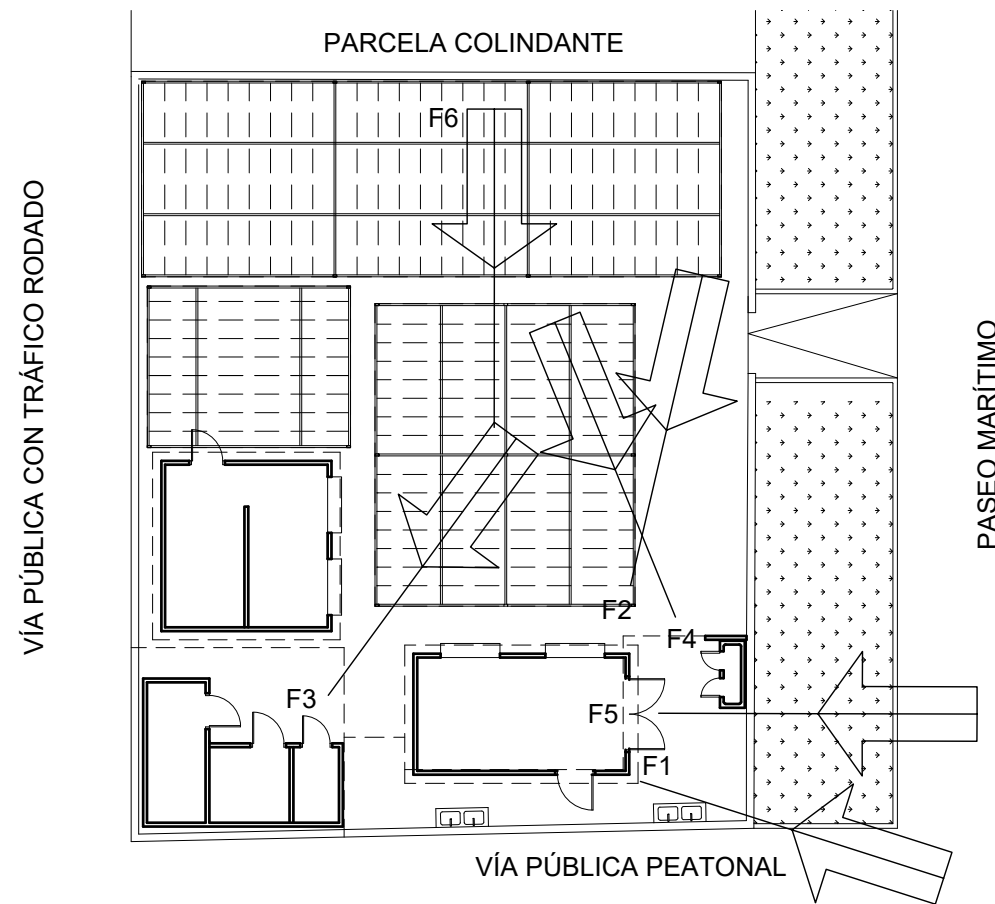 PARCELA COLINDANTE
F6
VÍA PÚBLICA CON TRÁFICO RODADO
PASEO MARÍTIMO
F2
F4
F3
F5
F1
VÍA PÚBLICA PEATONAL